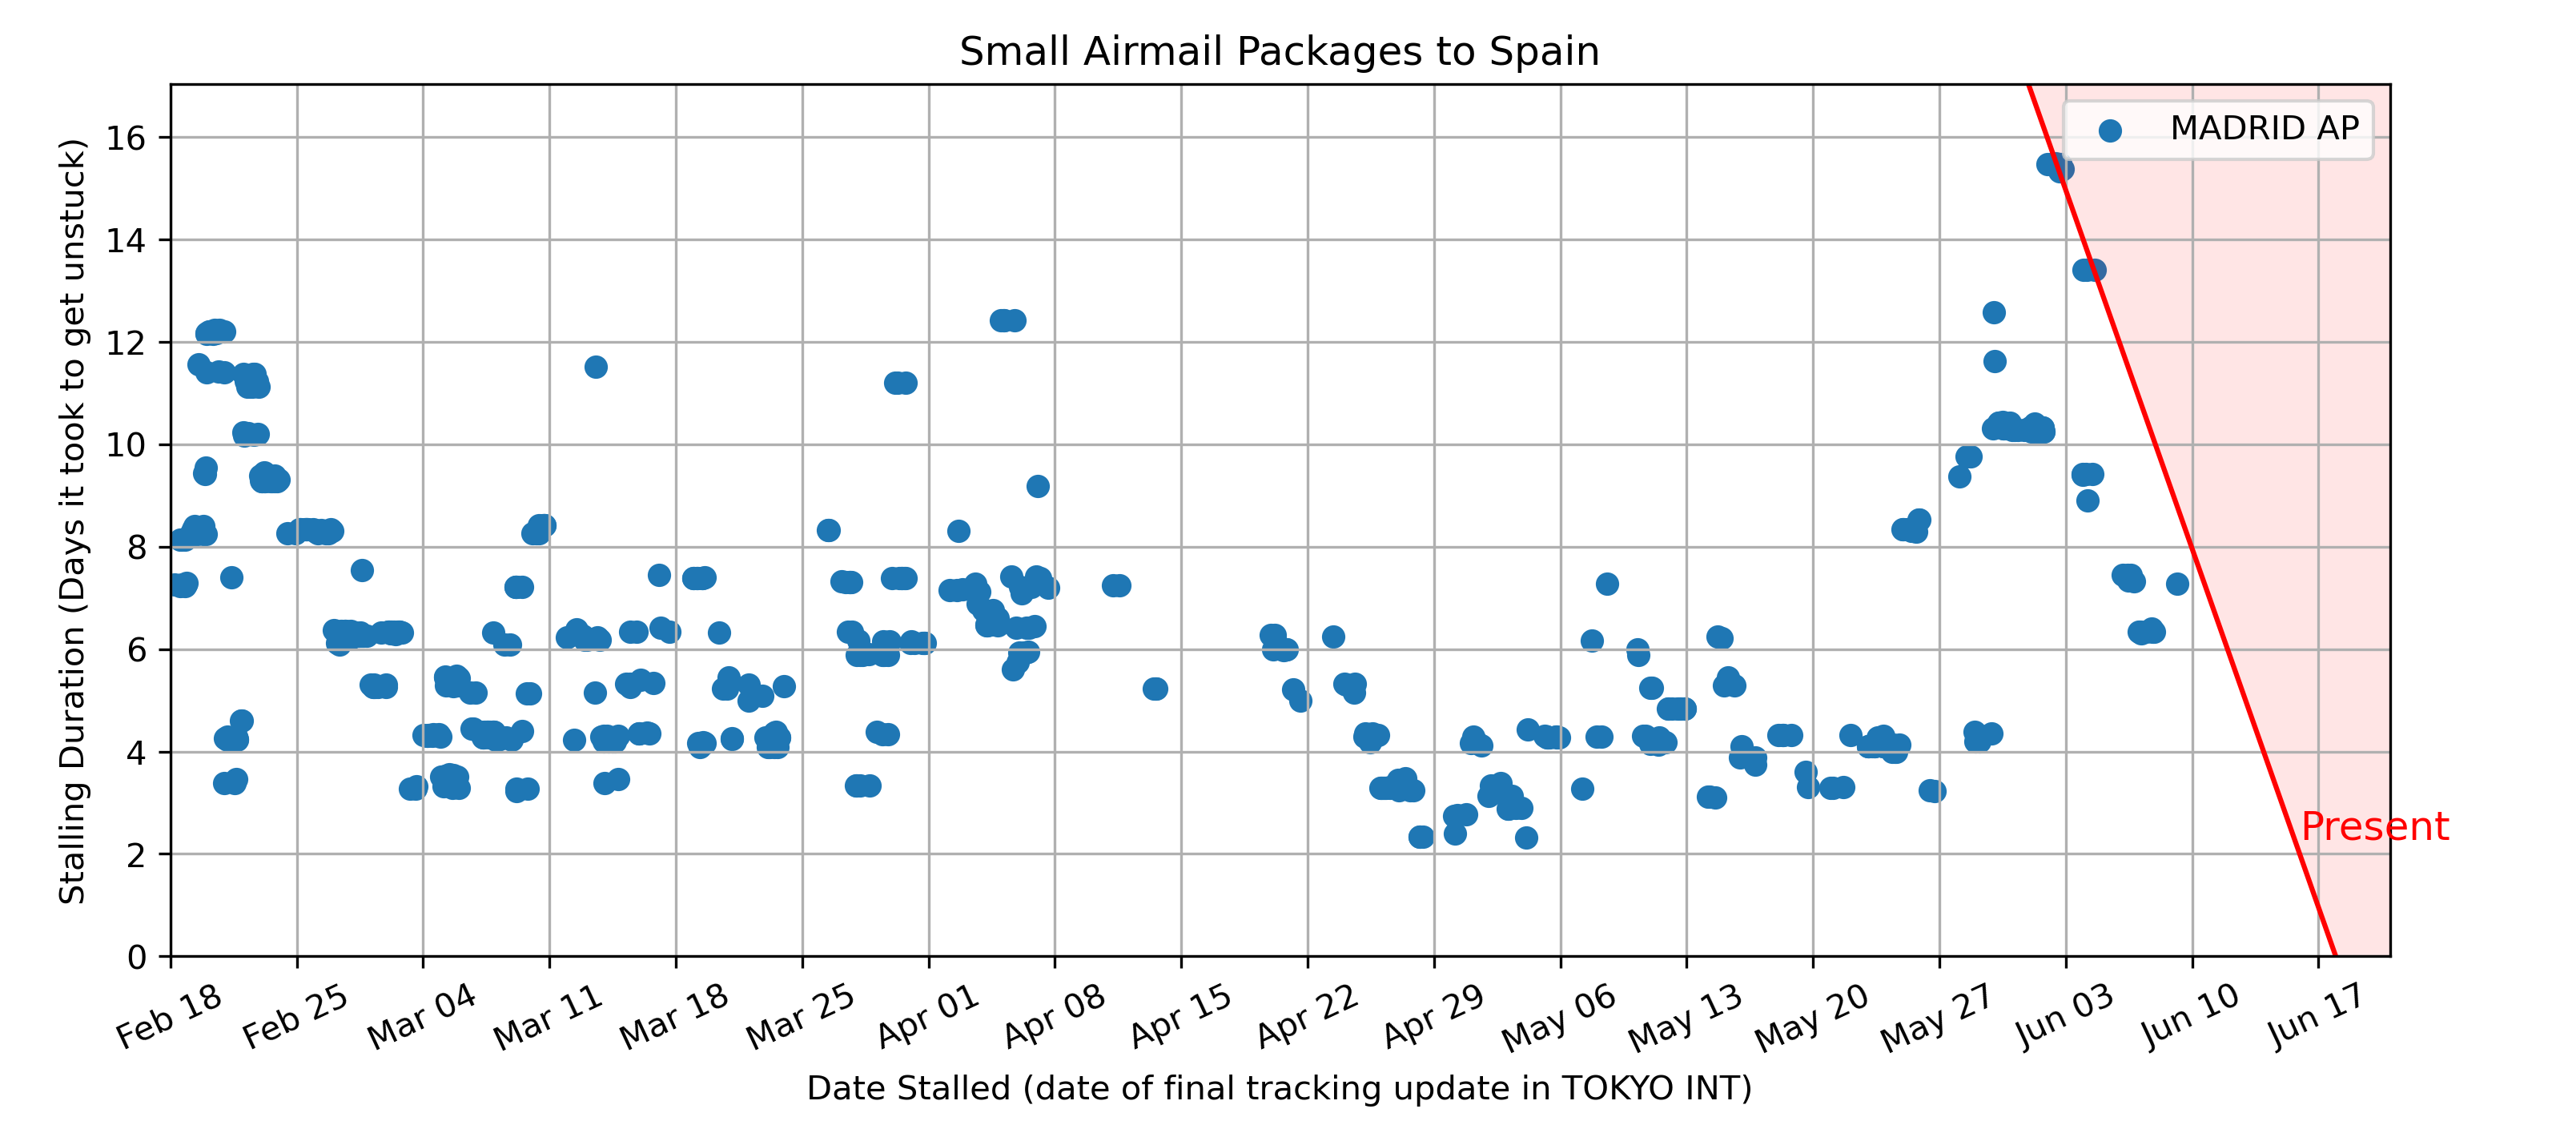 Small Airmail Packages to Spain
MADRID AP
Stalling Duration (Days it took to get unstuck)
16
14
12
10
8
6
4
2
0
Present
Feb 18 Feb 25 Mar 04 Mar 11 Mar 18 Mar 25 Apr 01 Apr 08 Apr 15 Apr 22 Apr 29 May 06 May 13 May 20 May 27 Jun 03 Jun 10 Jun 17
Date Stalled (date of final tracking update in TOKYO INT)